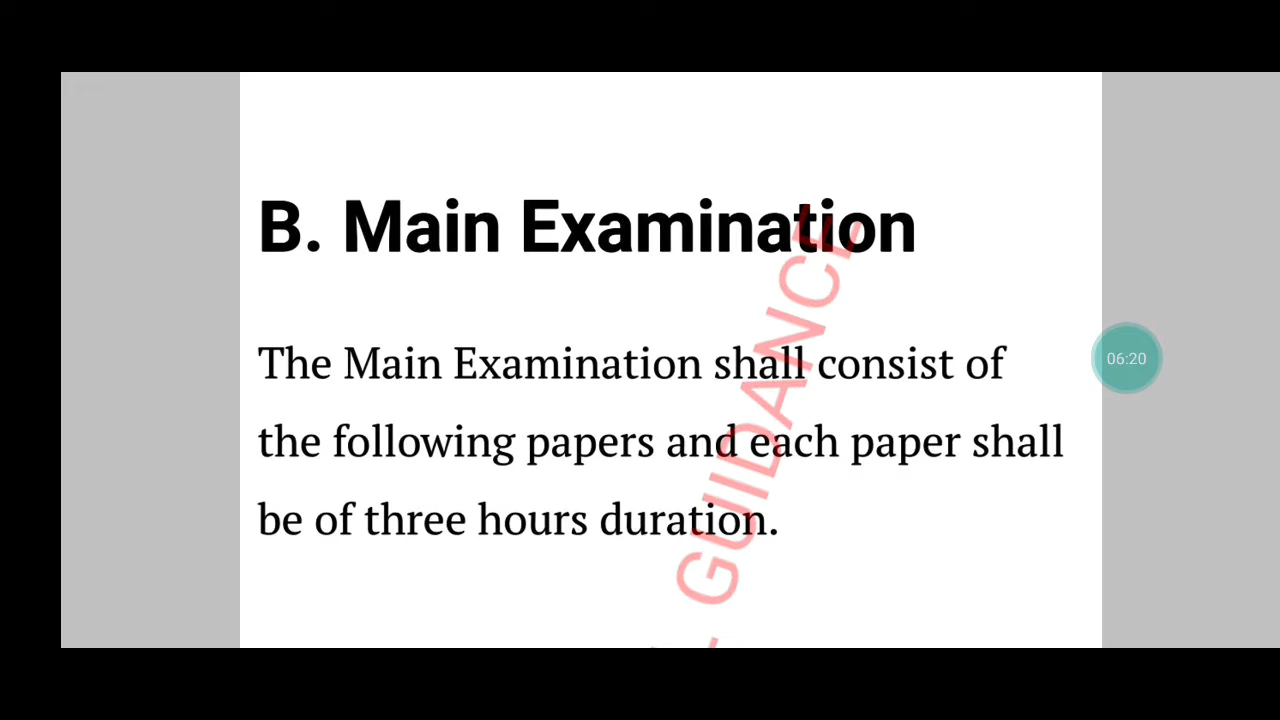 B. Main Examination
The Main Examination shall consist of
the following papers and each paper shall
be of three hours duration.
- GUIDANCE
06:20